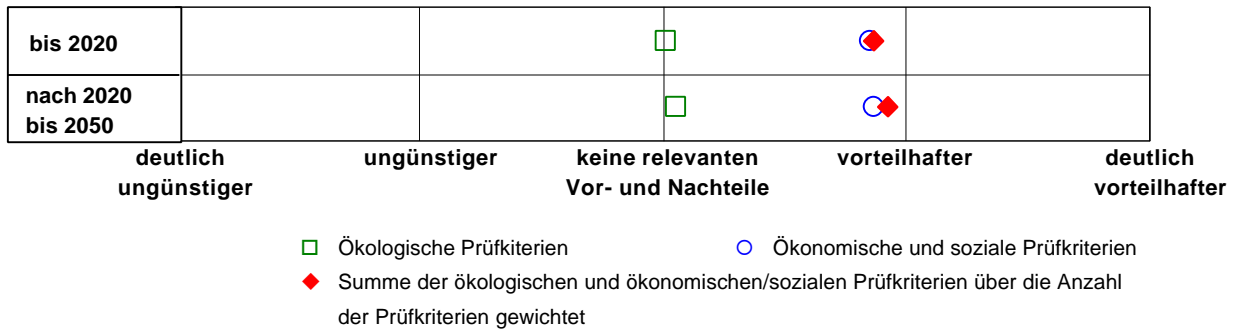 bis 2020
nach 2020
bis 2050
deutlich ungünstiger keine relevanten vorteilhafter deutlich
ungünstiger Vor- und Nachteile vorteilhafter
Ökologische Prüfkiterien Ökonomische und soziale Prüfkriterien
Summe der ökologischen und ökonomischen/sozialen Prüfkriterien über die Anzahl
der Prüfkriterien gewichtet